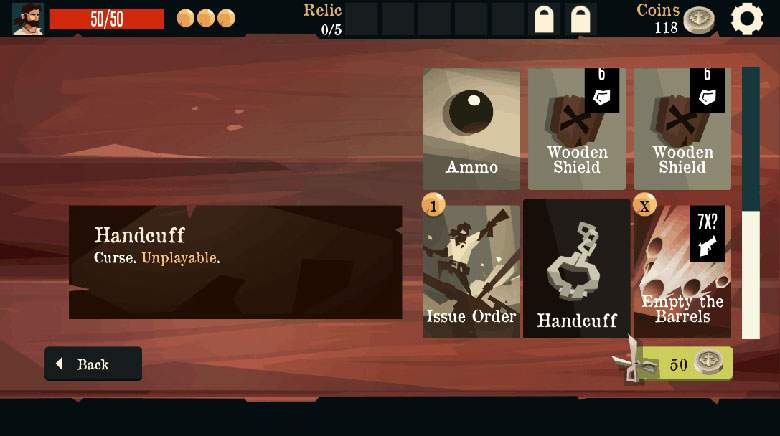 50/50
Relic
0/5
Coins
118
6
6
Ammo
Wooden
Shield
Wooden
Shield
Handcuff
Curse. Unplayable.
1
X
7X?
Issue Order
Handcuff
Empty the
Barrels
Back
50